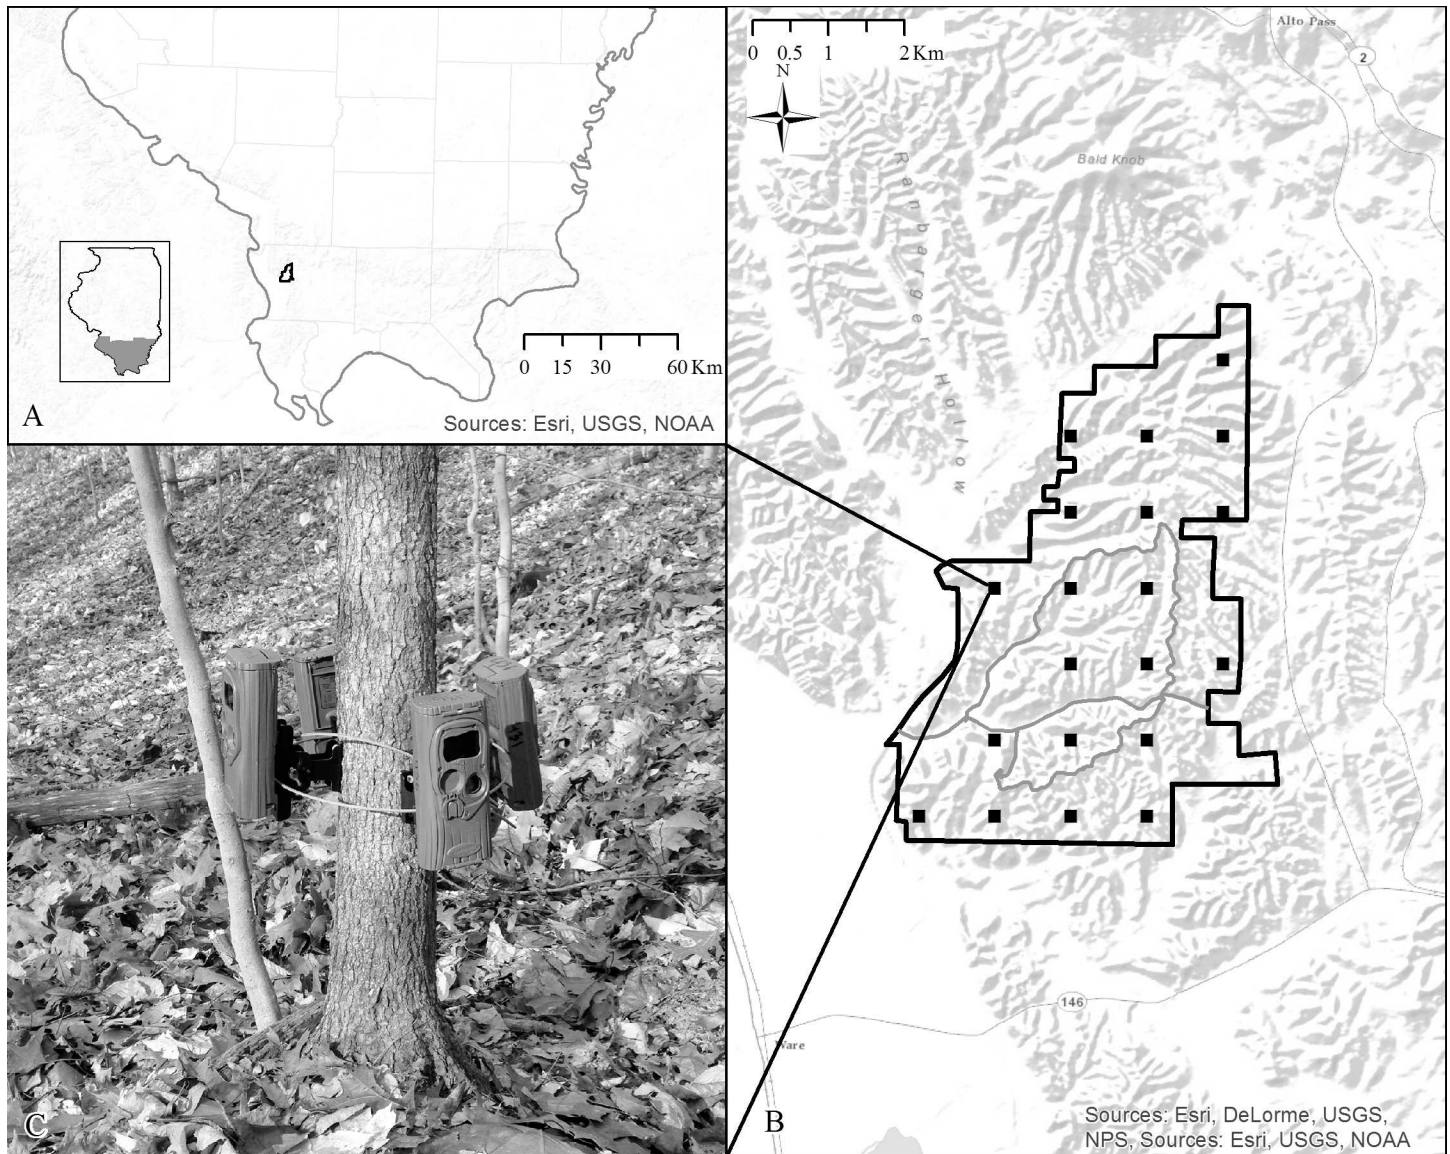 0 15 30 60 Km
A
Sources: Esri, USGS, NOAA
0 0.5 1 2 Km
N
Alto Pass
2
Bald Knob
Ranbarger Hollow
146
Ware
B
Sources: Esri, DeLorme, USGS,
NPS, Sources: Esri, USGS, NOAA
C